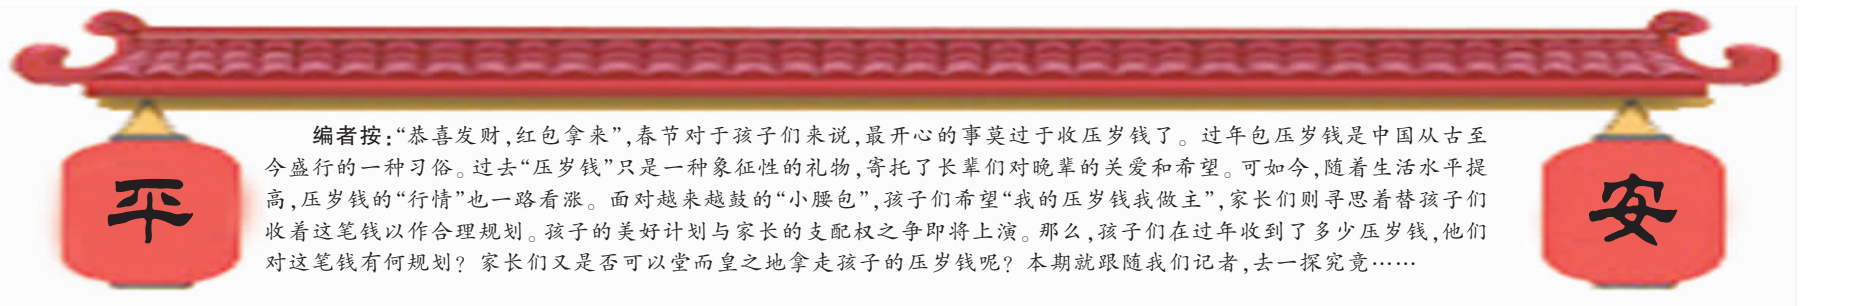 平
编者按:“恭喜发财,红包拿来”,春节对于孩子们来说,最开心的事莫过于收压岁钱了。过年包压岁钱是中国从古至
今盛行的一种习俗。过去“压岁钱”只是一种象征性的礼物,寄托了长辈们对晚辈的关爱和希望。可如今,随着生活水平提
高,压岁钱的“行情”也一路看涨。面对越来越鼓的“小腰包”,孩子们希望“我的压岁钱我做主”,家长们则寻思着替孩子们
收着这笔钱以作合理规划。孩子的美好计划与家长的支配权之争即将上演。那么,孩子们在过年收到了多少压岁钱,他们
对这笔钱有何规划?家长们又是否可以堂而皇之地拿走孩子的压岁钱呢?本期就跟随我们记者,去一探究竟……
安